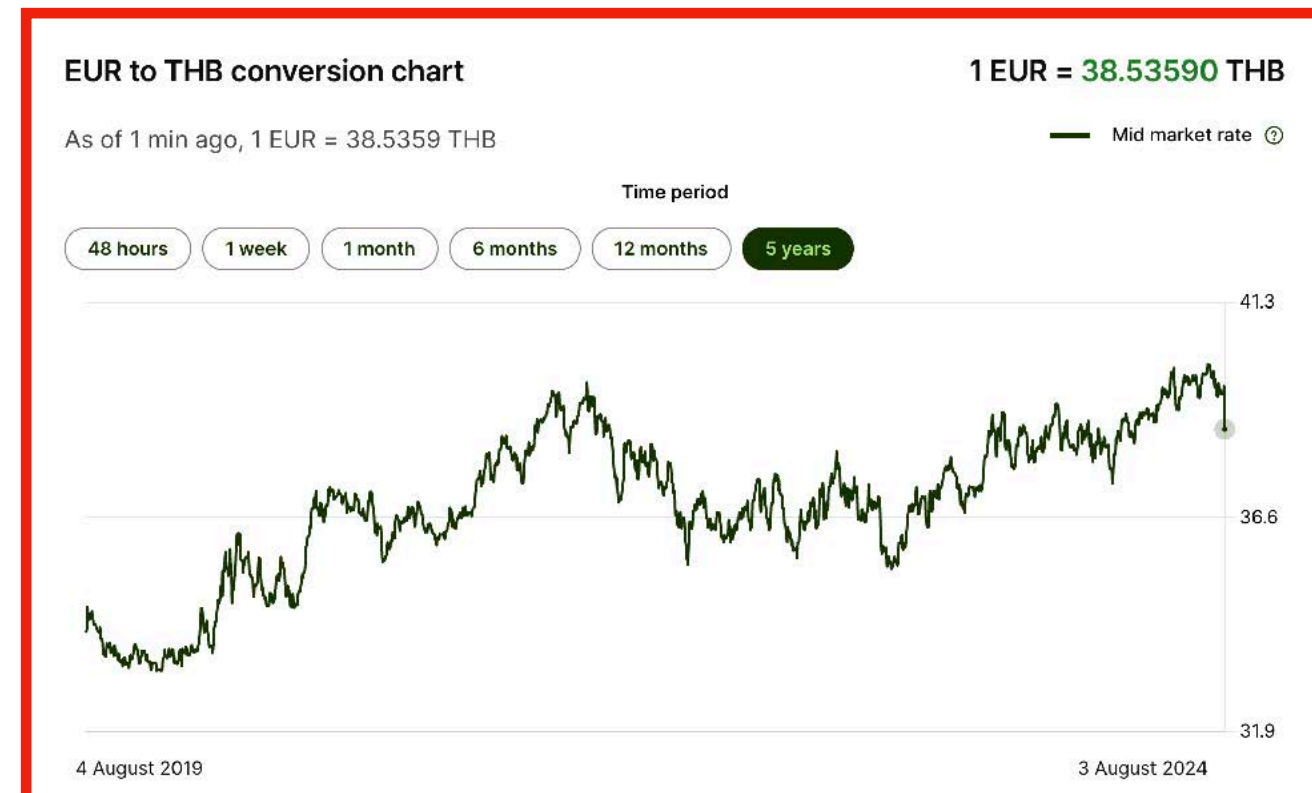 EUR to THB conversion chart
1 EUR = 38.53590 THB
As of 1 min ago, 1 EUR = 38.5359 THB
Mid market rate ?
Time period
48 hours 1 week 1 month 6 months 12 months 5 years
41.3
36.6
31.9
4 August 2019 3 August 2024